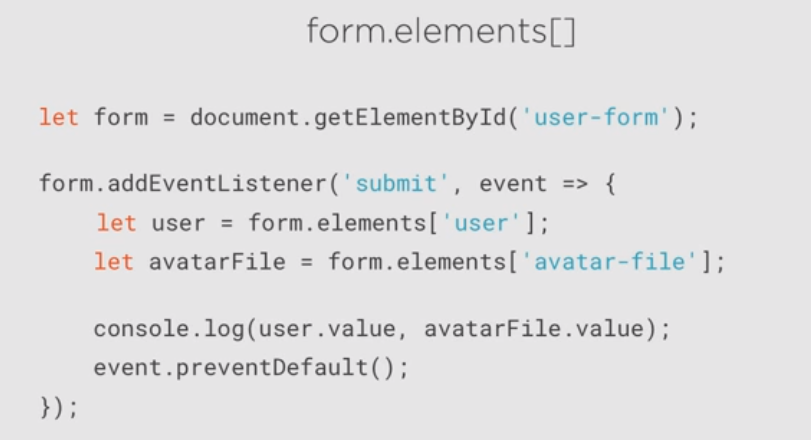 form.elements[]
let form = document.getElementById('user-form');
form.addEventListener('submit', event => {
    let user = form.elements['user'];
    let avatarFile = form.elements['avatar-file'];
    console.log(user.value, avatarFile.value);
    event.preventDefault();
});